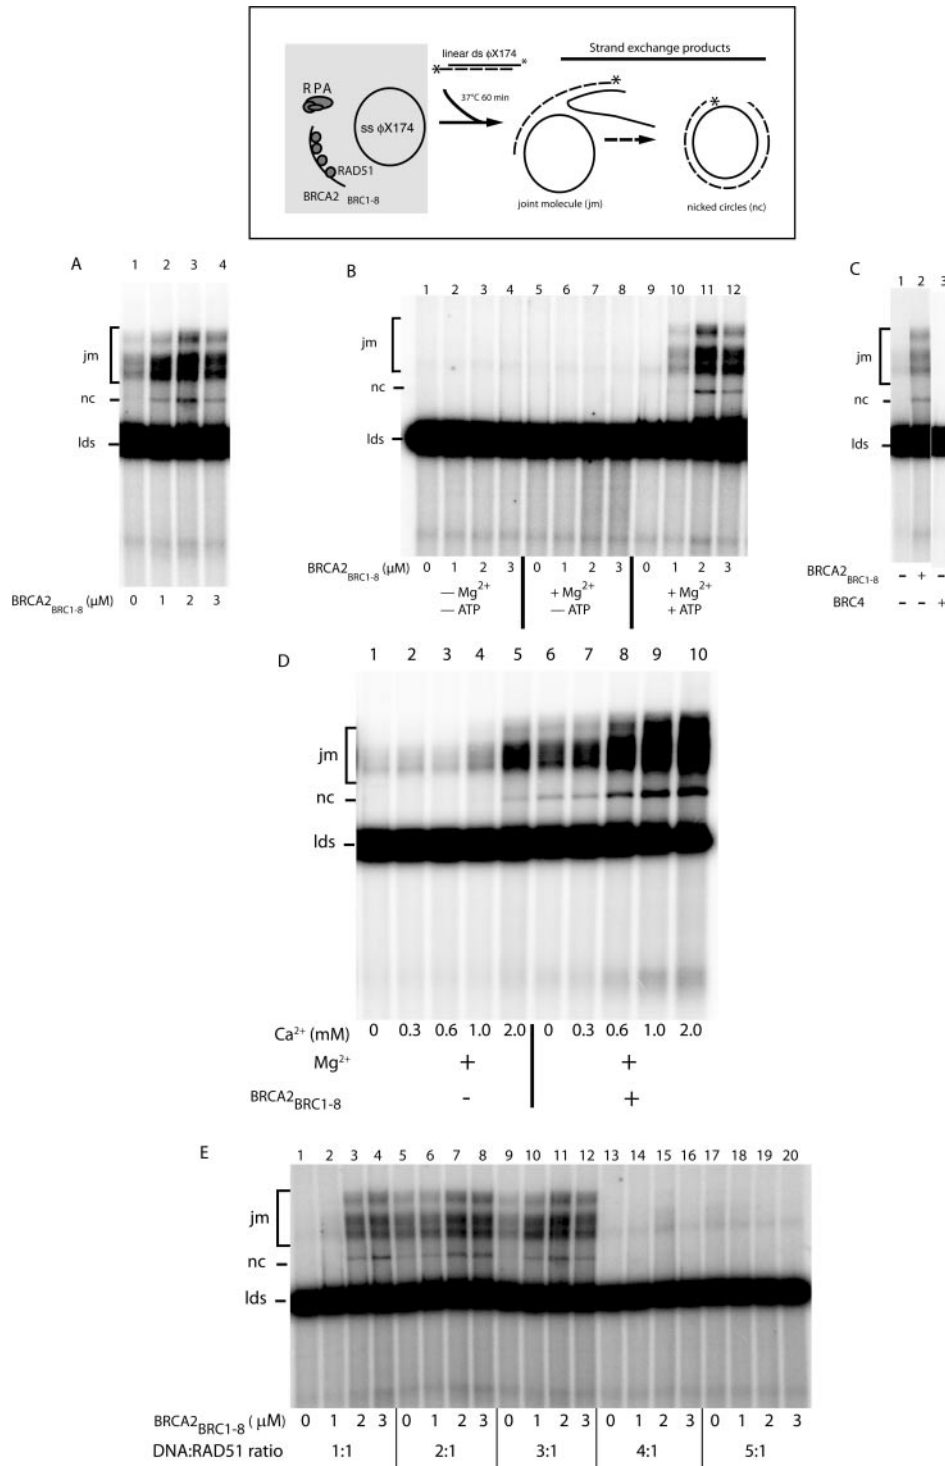 linear ds ϕX174
Strand exchange products
* *
*
*
RPA
37°C 60 min
ss ϕX174
RAD51
BRCA2 BRC1-8
joint molecule (jm)
nicked circles (nc)
A
1 2 3 4
jm
nc
lds
BRCA2BRC1-8 (μM) 0 1 2 3
B
1 2 3 4 5 6 7 8 9 10 11 12
jm
nc
lds
BRCA2BRC1-8 (μM) 0 1 2 3 0 1 2 3 0 1 2 3
— Mg2+ + Mg2+ + Mg2+
— ATP — ATP + ATP
C
1 2 3
jm
nc
lds
BRCA2BRC1-8 - + -
BRC4 - - +
D
1 2 3 4 5 6 7 8 9 10
jm
nc
lds
Ca2+ (mM) 0 0.3 0.6 1.0 2.0 0 0.3 0.6 1.0 2.0
Mg2+ + +
BRCA2BRC1-8 - +
E
1 2 3 4 5 6 7 8 9 10 11 12 13 14 15 16 17 18 19 20
jm
nc
lds
BRCA2BRC1-8 (μM) 0 1 2 3 0 1 2 3 0 1 2 3 0 1 2 3 0 1 2 3
DNA:RAD51 ratio 1:1 2:1 3:1 4:1 5:1